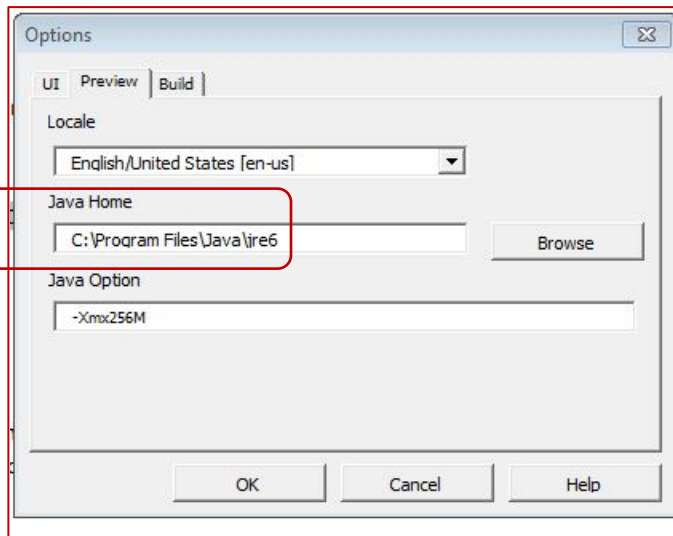 Options
UI Preview Build
Locale
English/United States [en-us]
Java Home
C:\Program Files\Java\jre6
Browse
Java Option
-Xmx256M
OK Cancel Help